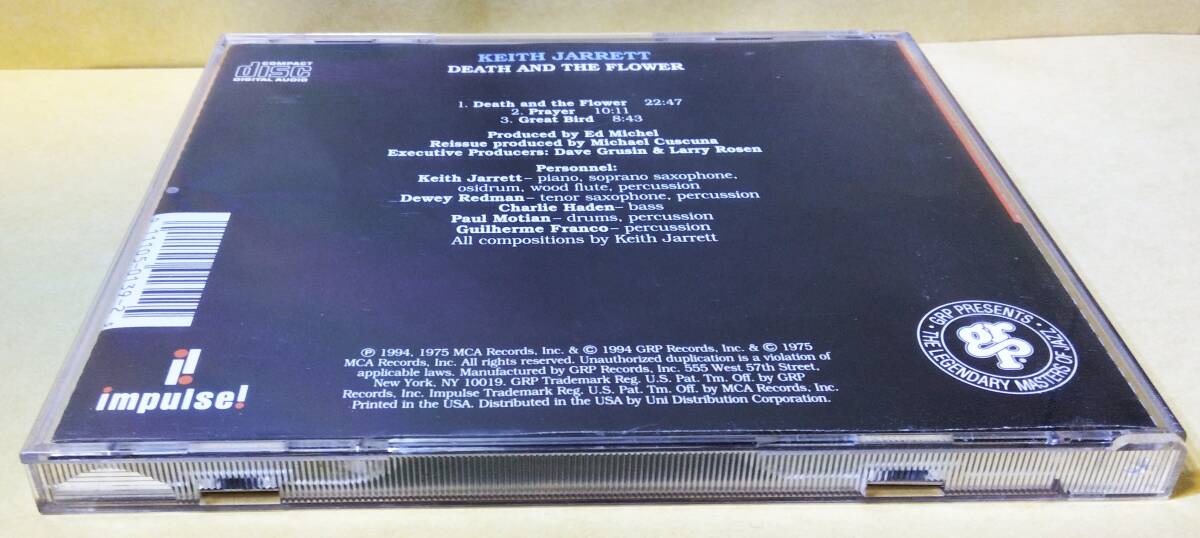 COMPACT
disc
DIGITAL AUDIO
KEITH JARRETT
DEATH AND THE FLOWER
1. Death and the Flower 22:47
2. Prayer 10:11
3. Great Bird 8:43
Produced by Ed Michel
Reissue produced by Michael Cuscuna
Executive Producers: Dave Grusin & Larry Rosen
Personnel:
Keith Jarrett – piano, soprano saxophone,
osidrum, wood flute, percussion
Dewey Redman – tenor saxophone, percussion
Charlie Haden – bass
Paul Motian – drums, percussion
Guilherme Franco – percussion
All compositions by Keith Jarrett
11105-0139-2
impulse!
℗ 1994, 1975 MCA Records, Inc. & © 1994 GRP Records, Inc. & © 1975
MCA Records, Inc. All rights reserved. Unauthorized duplication is a violation of
applicable laws. Manufactured by GRP Records, Inc. 555 West 57th Street,
New York, NY 10019. GRP Trademark Reg. U.S. Pat. Tm. Off. by GRP
Records, Inc. Impulse Trademark Reg. U.S. Pat. Tm. Off. by MCA Records, Inc.
Printed in the USA. Distributed in the USA by Uni Distribution Corporation.
· GRP PRESENTS ·
THE LEGENDARY MASTERS OF JAZZ
grp